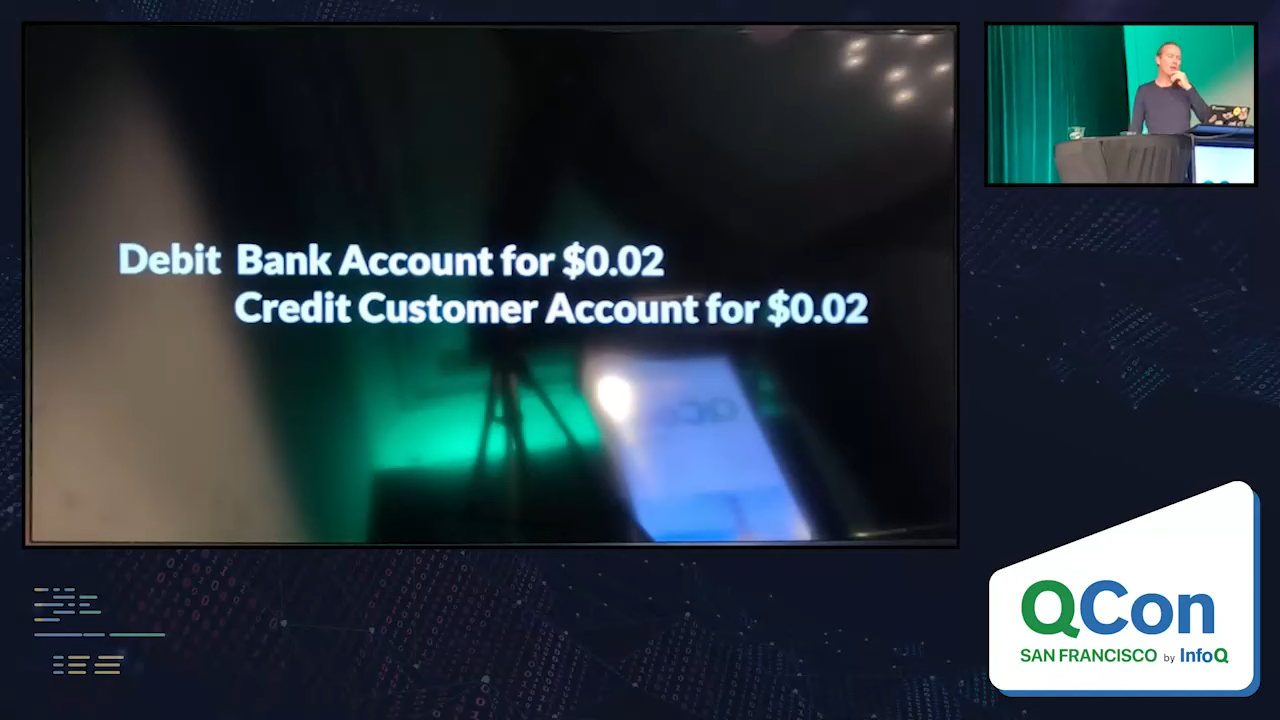 Debit Bank Account for $0.02
Credit Customer Account for $0.02
QCon
SAN FRANCISCO by InfoQ